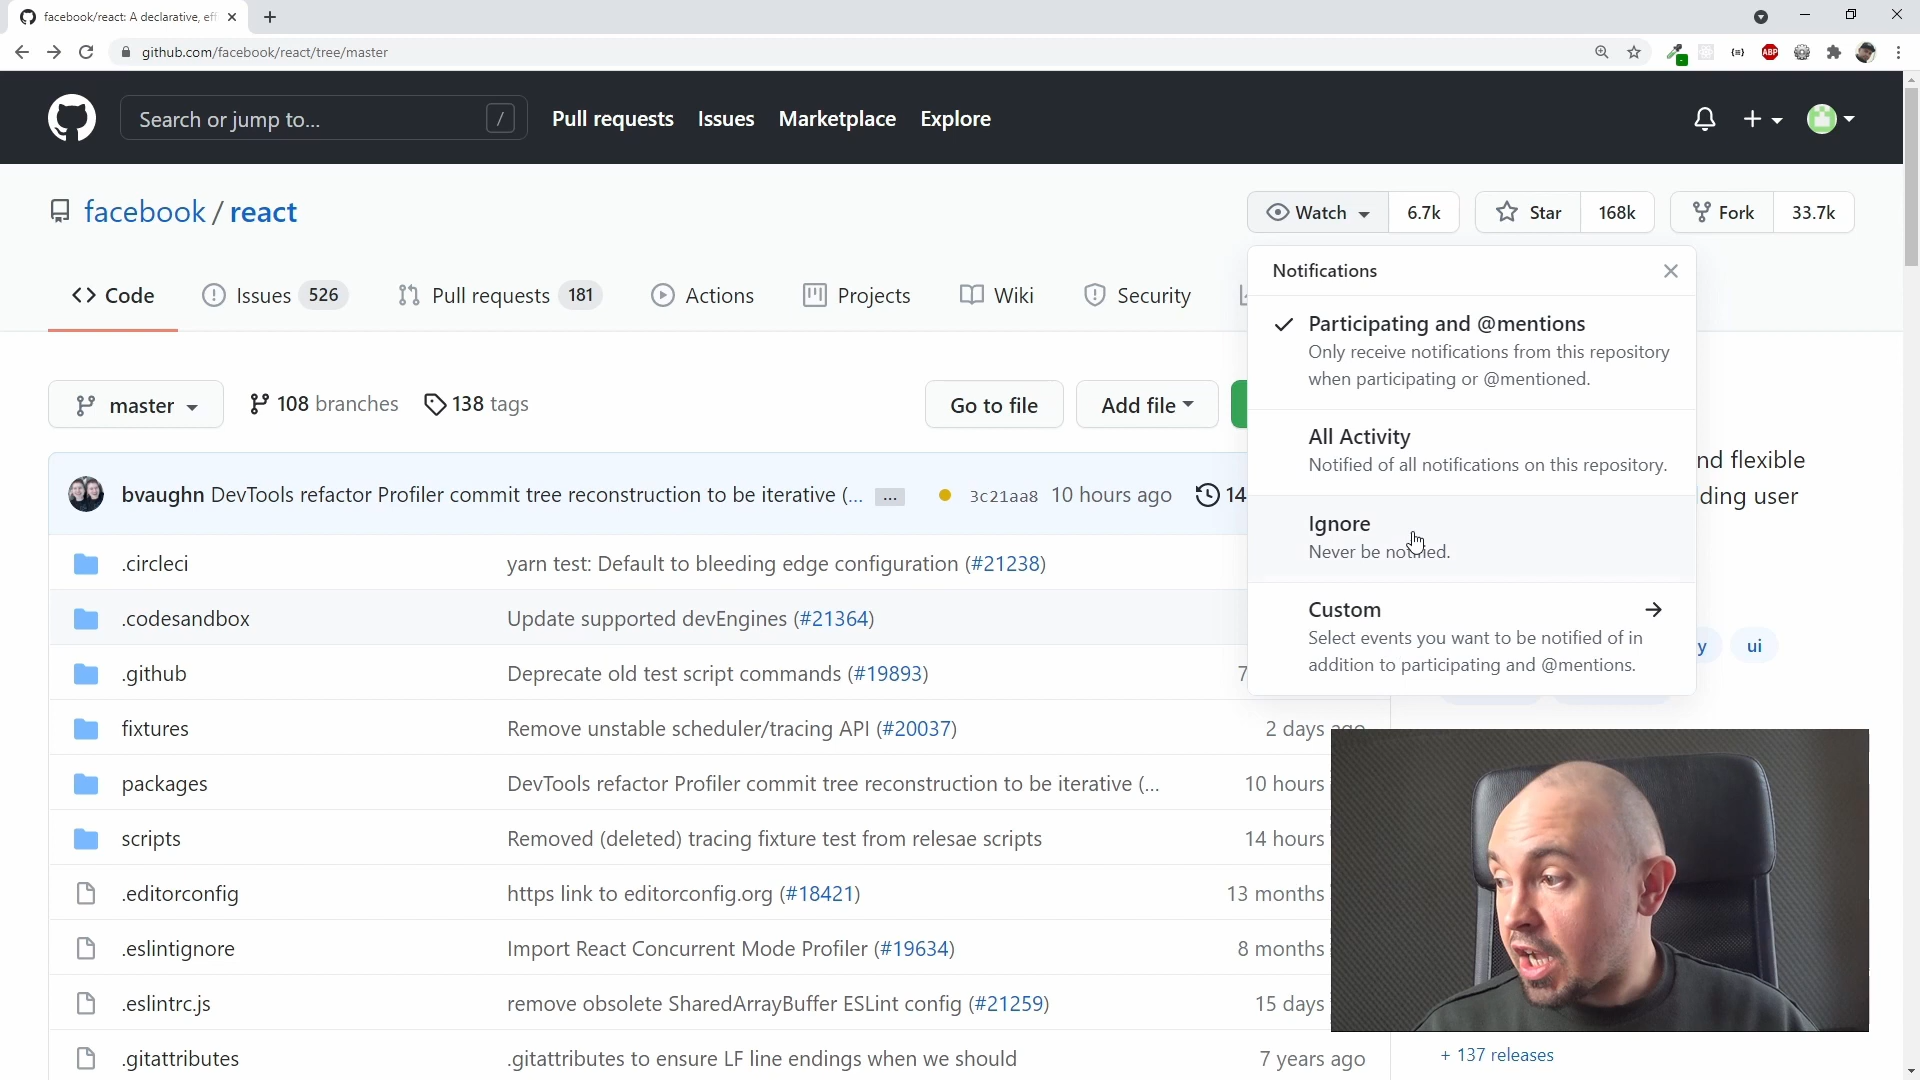 facebook/react: A declarative, eff
github.com/facebook/react/tree/master
ABP
Search or jump to... /
Pull requests Issues Marketplace Explore
facebook / react
Watch 6.7k Star 168k Fork 33.7k
Code Issues 526 Pull requests 181 Actions Projects Wiki Security
Notifications
Participating and @mentions
Only receive notifications from this repository
when participating or @mentioned.
All Activity
Notified of all notifications on this repository.
Ignore
Never be notified.
Custom
Select events you want to be notified of in
addition to participating and @mentions.
master 108 branches 138 tags Go to file Add file
nd flexible
ding user
y ui
bvaughn DevTools refactor Profiler commit tree reconstruction to be iterative (... ... 3c21aa8 10 hours ago 14
.circleci yarn test: Default to bleeding edge configuration (#21238)
.codesandbox Update supported devEngines (#21364)
.github Deprecate old test script commands (#19893) 7
fixtures Remove unstable scheduler/tracing API (#20037) 2 days ago
packages DevTools refactor Profiler commit tree reconstruction to be iterative (... 10 hours
scripts Removed (deleted) tracing fixture test from relesae scripts 14 hours
.editorconfig https link to editorconfig.org (#18421) 13 months
.eslintignore Import React Concurrent Mode Profiler (#19634) 8 months
.eslintrc.js remove obsolete SharedArrayBuffer ESLint config (#21259) 15 days
.gitattributes .gitattributes to ensure LF line endings when we should 7 years ago
+ 137 releases